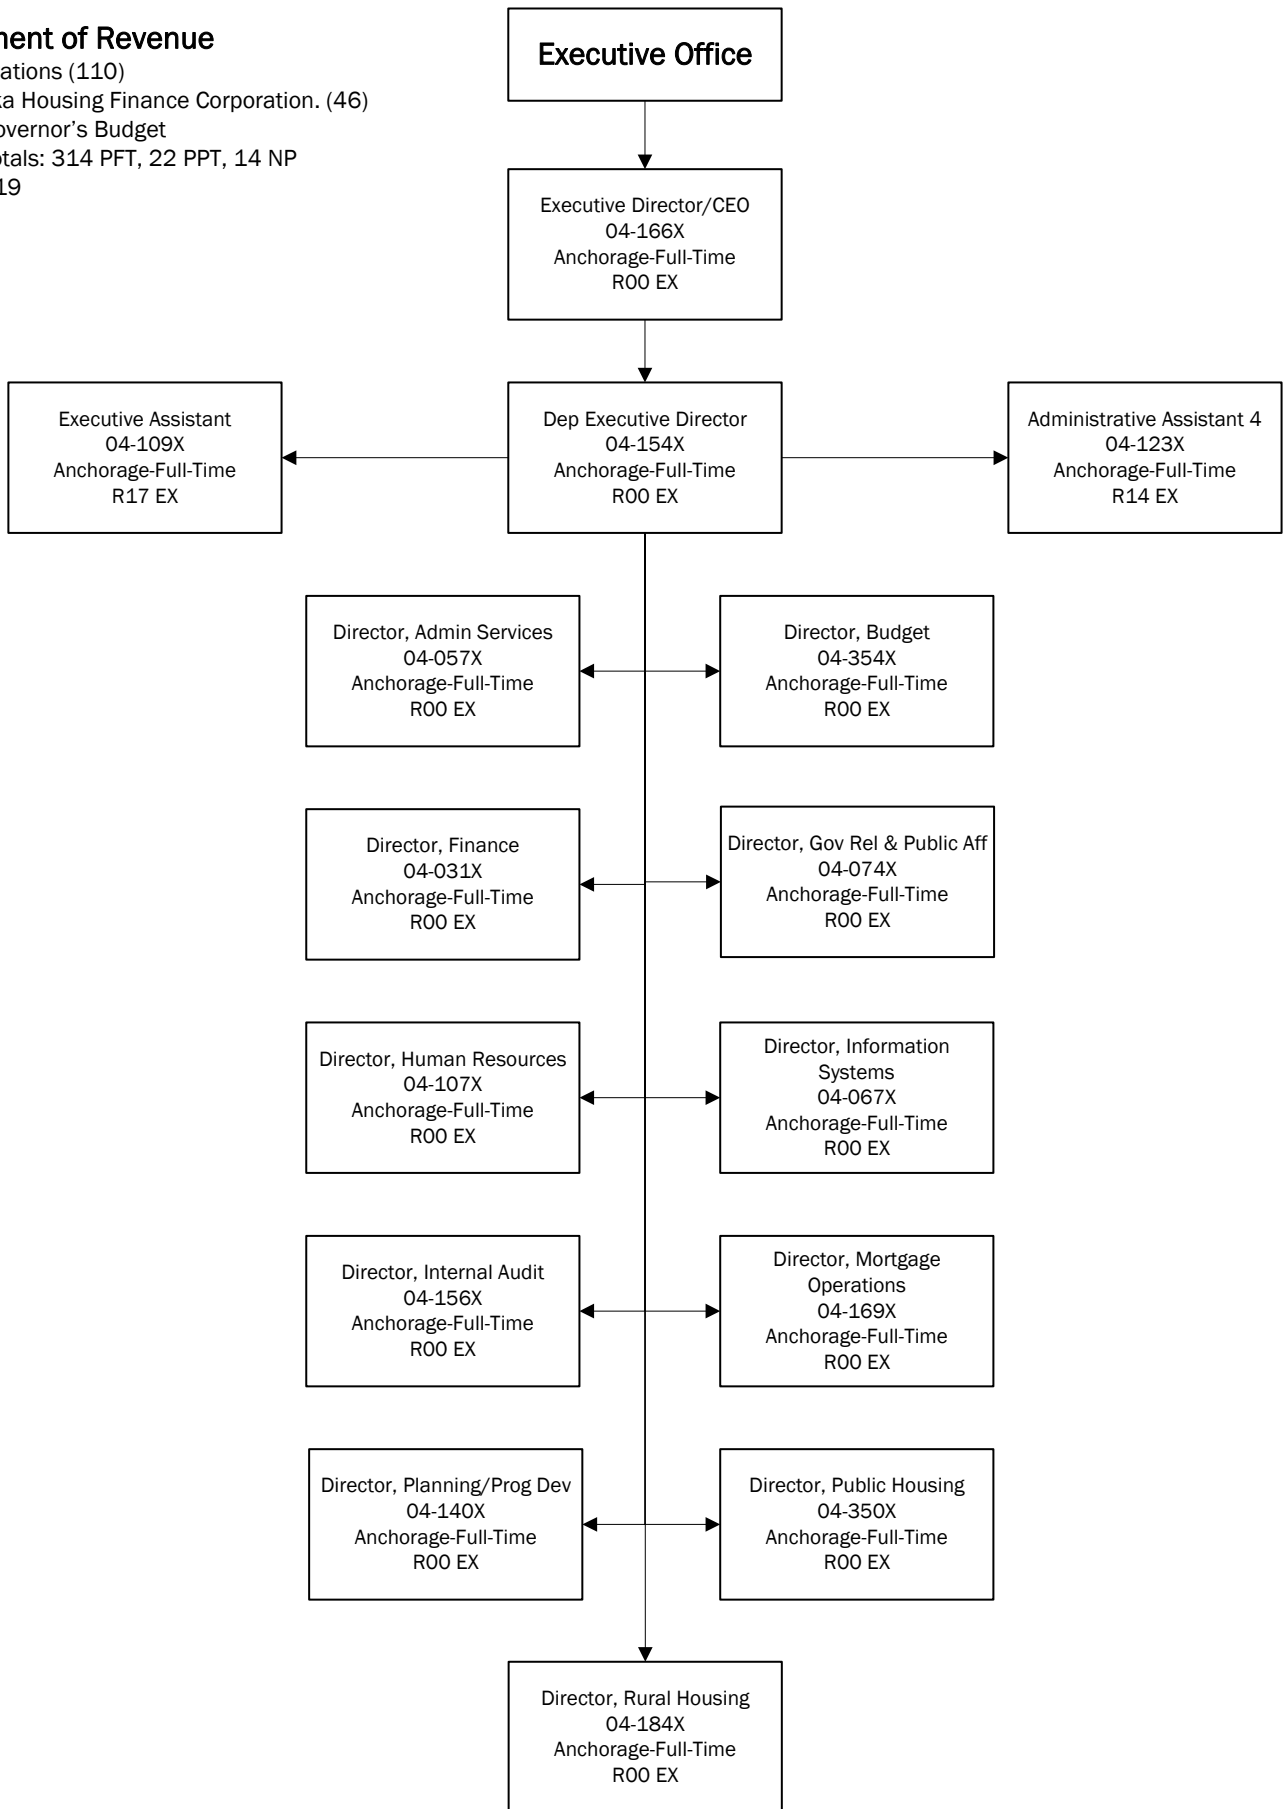 ment of Revenue
ations (110)
ka Housing Finance Corporation. (46)
overnor's Budget
otals: 314 PFT, 22 PPT, 14 NP
19
Executive Office
Executive Director/CEO
04-166X
Anchorage-Full-Time
R00 EX
Executive Assistant
04-109X
Anchorage-Full-Time
R17 EX
Dep Executive Director
04-154X
Anchorage-Full-Time
R00 EX
Administrative Assistant 4
04-123X
Anchorage-Full-Time
R14 EX
Director, Admin Services
04-057X
Anchorage-Full-Time
R00 EX
Director, Budget
04-354X
Anchorage-Full-Time
R00 EX
Director, Finance
04-031X
Anchorage-Full-Time
R00 EX
Director, Gov Rel & Public Aff
04-074X
Anchorage-Full-Time
R00 EX
Director, Human Resources
04-107X
Anchorage-Full-Time
R00 EX
Director, Information
Systems
04-067X
Anchorage-Full-Time
R00 EX
Director, Internal Audit
04-156X
Anchorage-Full-Time
R00 EX
Director, Mortgage
Operations
04-169X
Anchorage-Full-Time
R00 EX
Director, Planning/Prog Dev
04-140X
Anchorage-Full-Time
R00 EX
Director, Public Housing
04-350X
Anchorage-Full-Time
R00 EX
Director, Rural Housing
04-184X
Anchorage-Full-Time
R00 EX